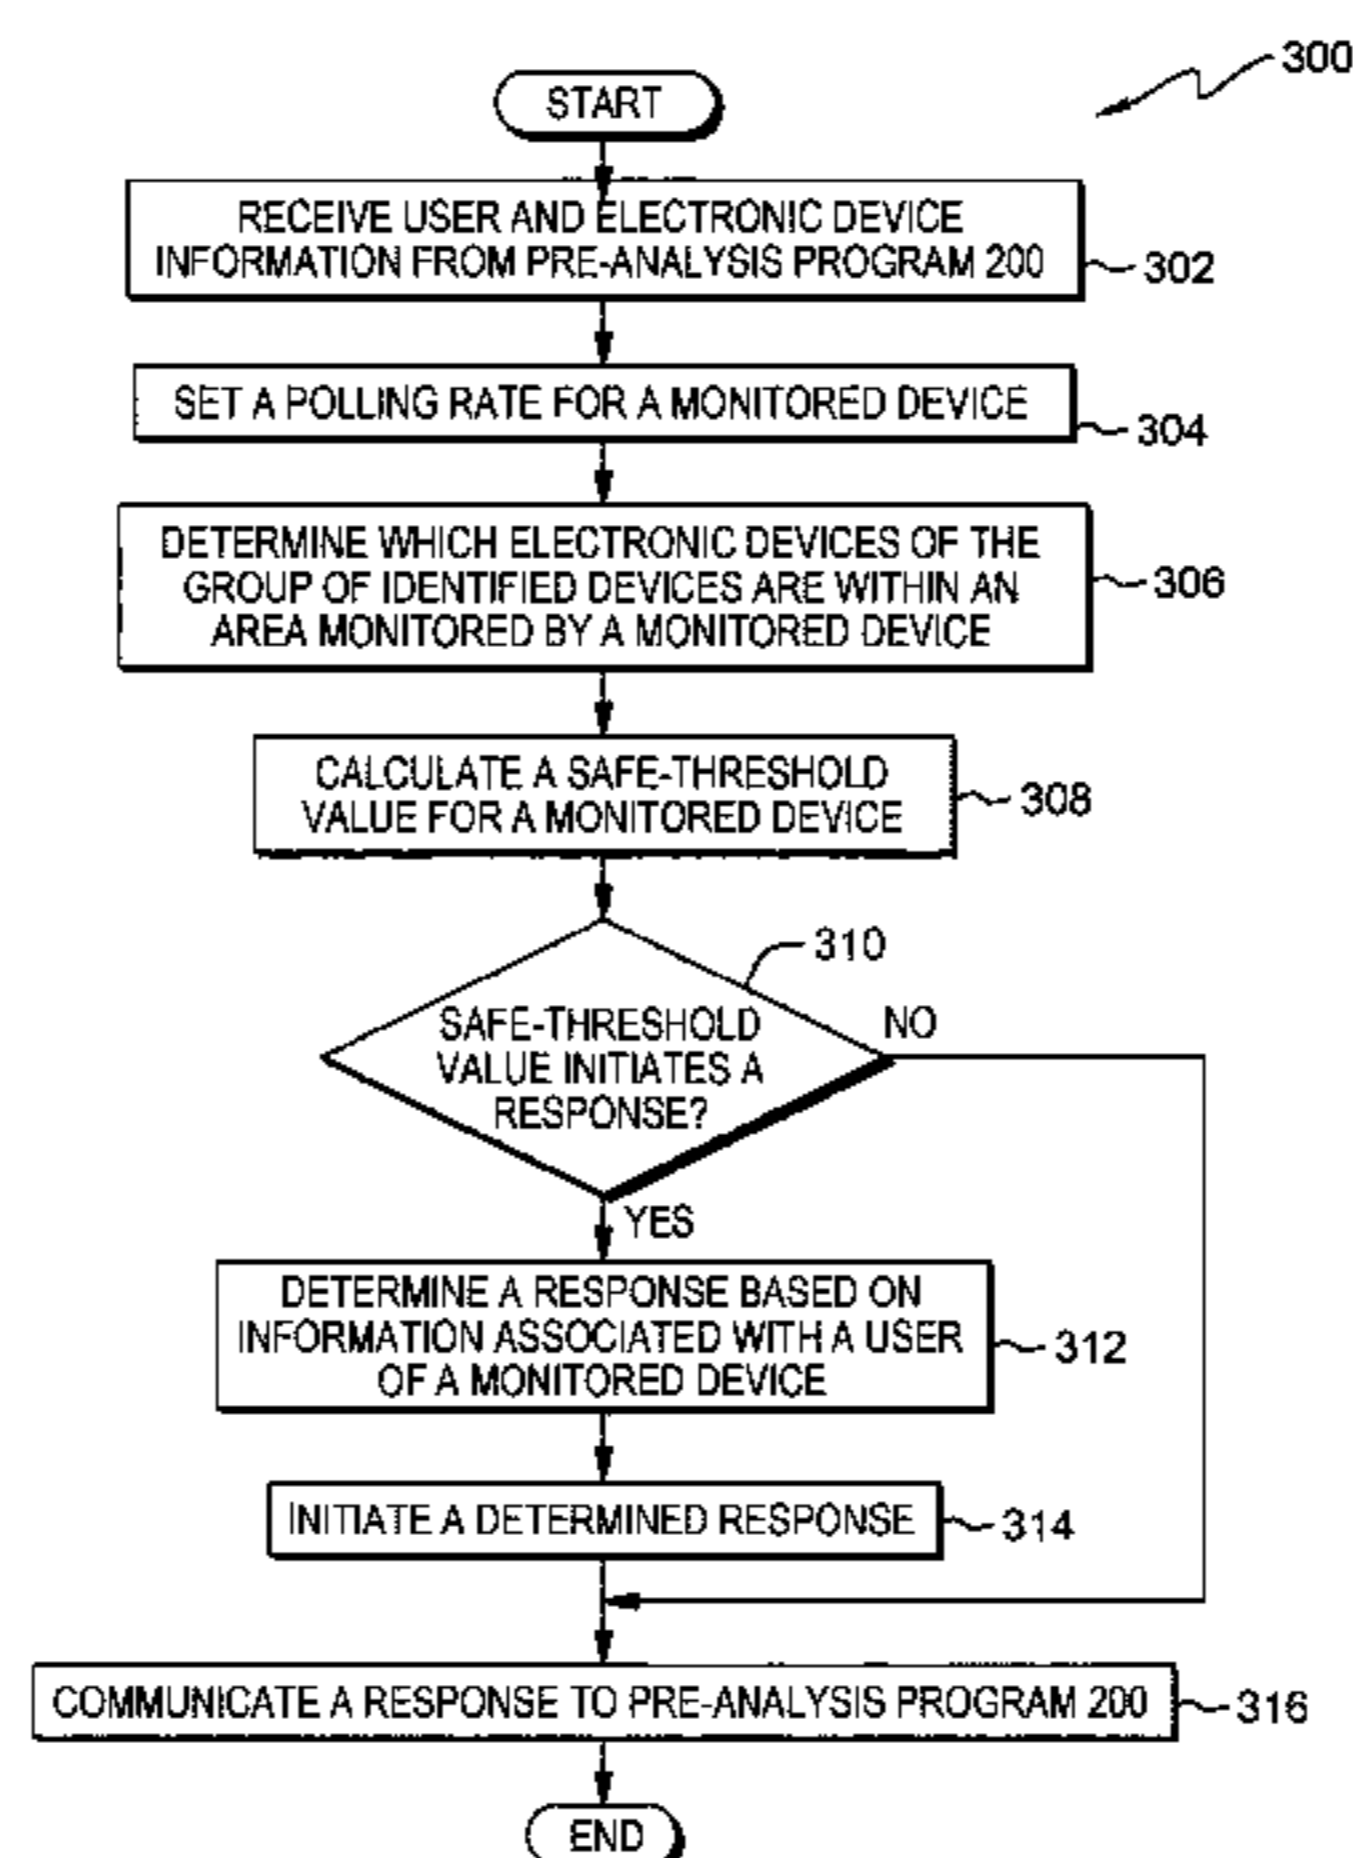 300
START
RECEIVE USER AND ELECTRONIC DEVICE
INFORMATION FROM PRE-ANALYSIS PROGRAM 200
302
SET A POLLING RATE FOR A MONITORED DEVICE
304
DETERMINE WHICH ELECTRONIC DEVICES OF THE
GROUP OF IDENTIFIED DEVICES ARE WITHIN AN
AREA MONITORED BY A MONITORED DEVICE
306
CALCULATE A SAFE-THRESHOLD
VALUE FOR A MONITORED DEVICE
308
310
SAFE-THRESHOLD
VALUE INITIATES A
RESPONSE?
NO
YES
DETERMINE A RESPONSE BASED ON
INFORMATION ASSOCIATED WITH A USER
OF A MONITORED DEVICE
312
INITIATE A DETERMINED RESPONSE
314
COMMUNICATE A RESPONSE TO PRE-ANALYSIS PROGRAM 200
316
END